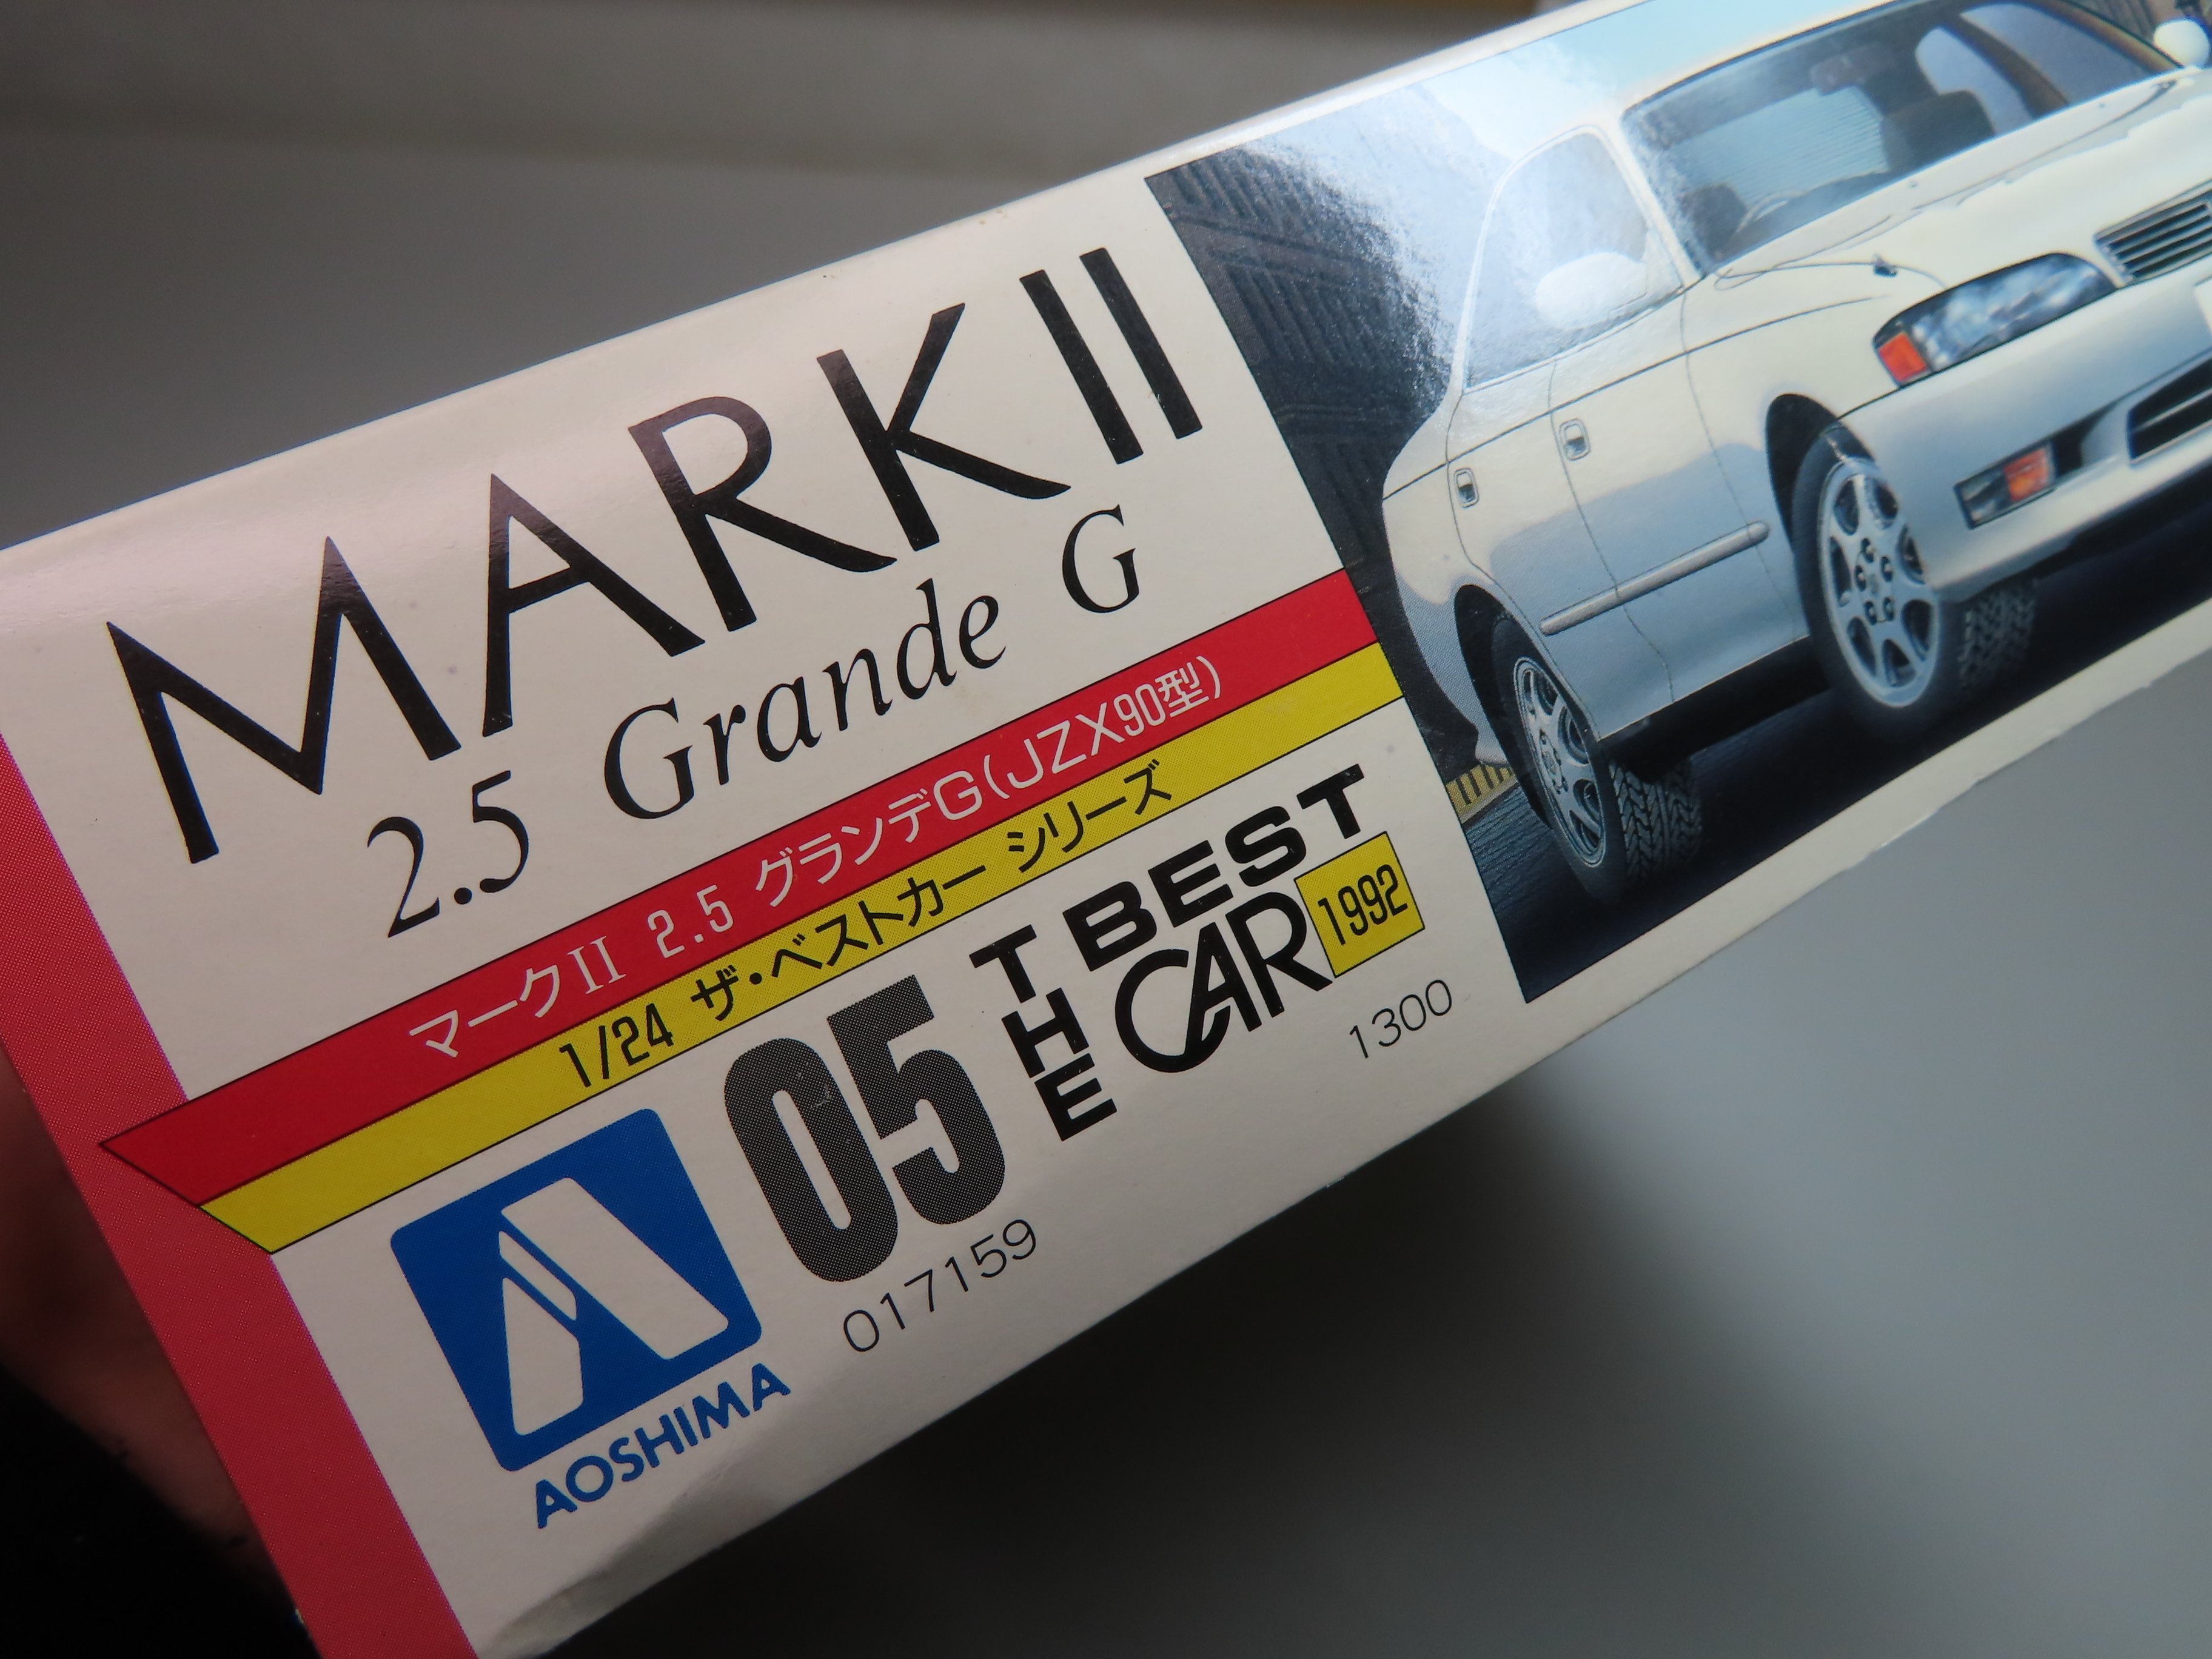 MARK II
2.5 Grande G
マークII 2.5 グランデG(JZX90型)
1/24 ザ・ベストカー シリーズ
05
THE BEST CAR 1992
1300
017159
AOSHIMA